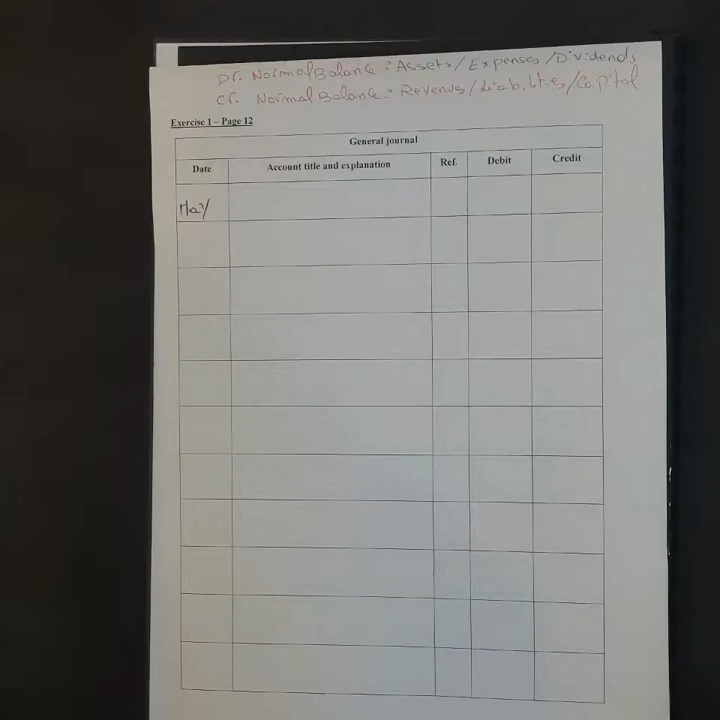 Dr. Normal Balance: Assets / Expenses / Dividends
Cr. Normal Balance: Revenus / Liabilities / Capital
Exercise 1 – Page 12
General journal
Date Account title and explanation Ref. Debit Credit
May